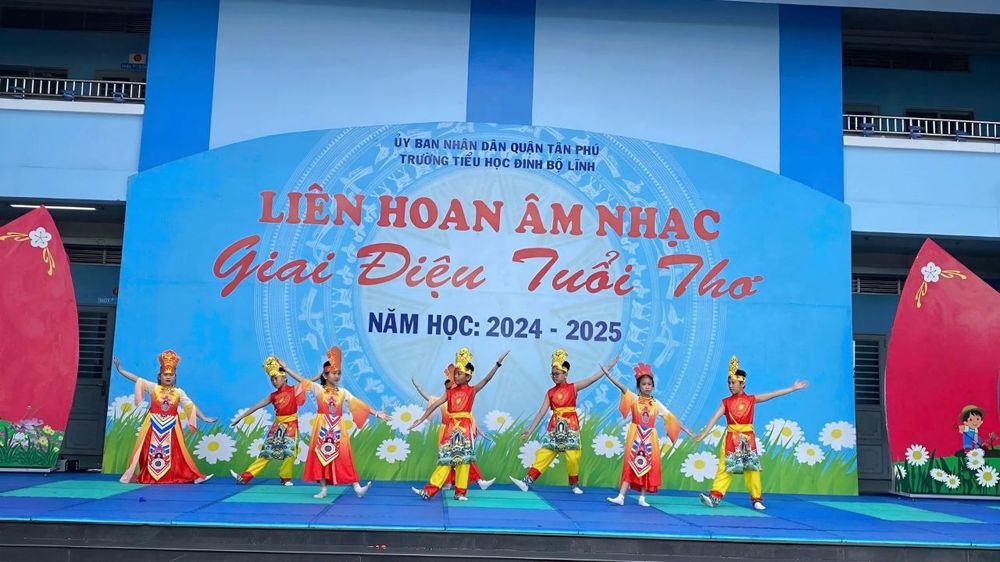 ỦY BAN NHÂN DÂN QUẬN TÂN PHÚ
TRƯỜNG TIỂU HỌC ĐINH BỘ LĨNH
LIÊN HOAN ÂM NHẠC
Giai Điệu Tuổi Thơ
NĂM HỌC: 2024 - 2025